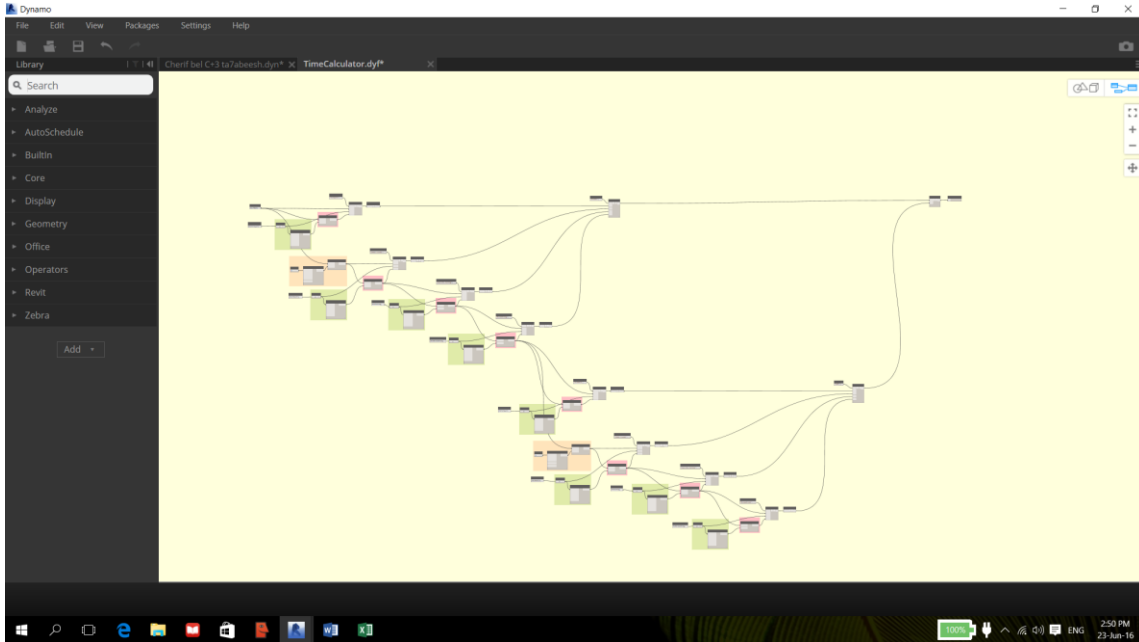 Dynamo
File Edit View Packages Settings Help
Library
Cherif bel C=3 ta7abeesh.dyn*
TimeCalculator.dyf*
Search
Analyze
AutoSchedule
BuiltIn
Core
Display
Geometry
Office
Operators
Revit
Zebra
Add
100%
ENG
2:50 PM
23-Jun-16